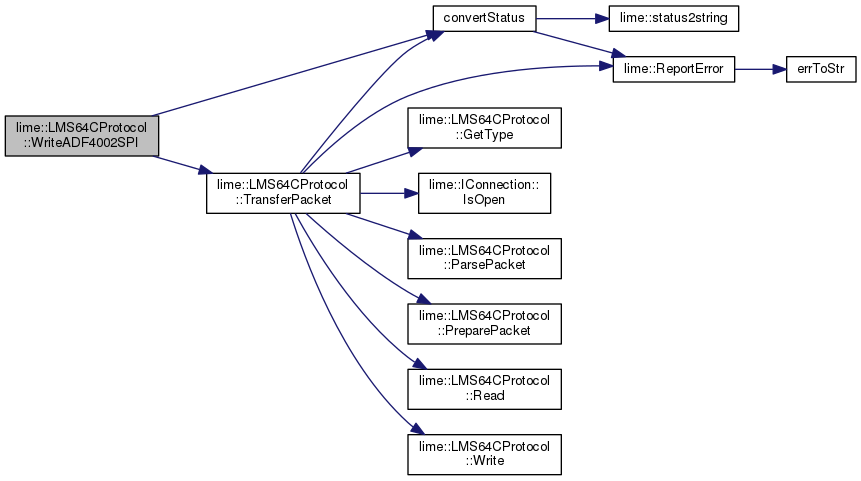 convertStatus
lime::status2string
lime::ReportError
errToStr
lime::LMS64CProtocol
::WriteADF4002SPI
lime::LMS64CProtocol
::GetType
lime::LMS64CProtocol
::TransferPacket
lime::IConnection::
IsOpen
lime::LMS64CProtocol
::ParsePacket
lime::LMS64CProtocol
::PreparePacket
lime::LMS64CProtocol
::Read
lime::LMS64CProtocol
::Write